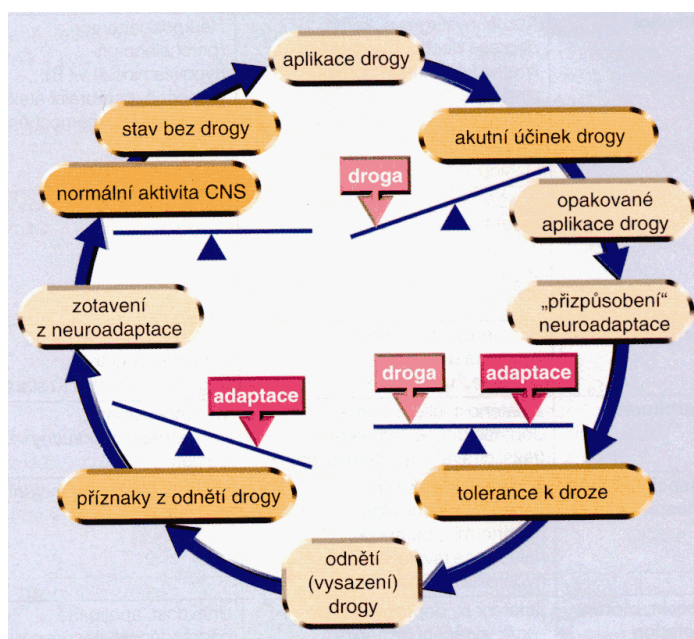 aplikace drogy
akutní účinek drogy
opakované
aplikace drogy
„přizpůsobení“
neuroadaptace
tolerance k droze
odnětí
(vysazení)
drogy
příznaky z odnětí drogy
zotavení
z neuroadaptace
normální aktivita CNS
stav bez drogy
droga
droga
adaptace
adaptace